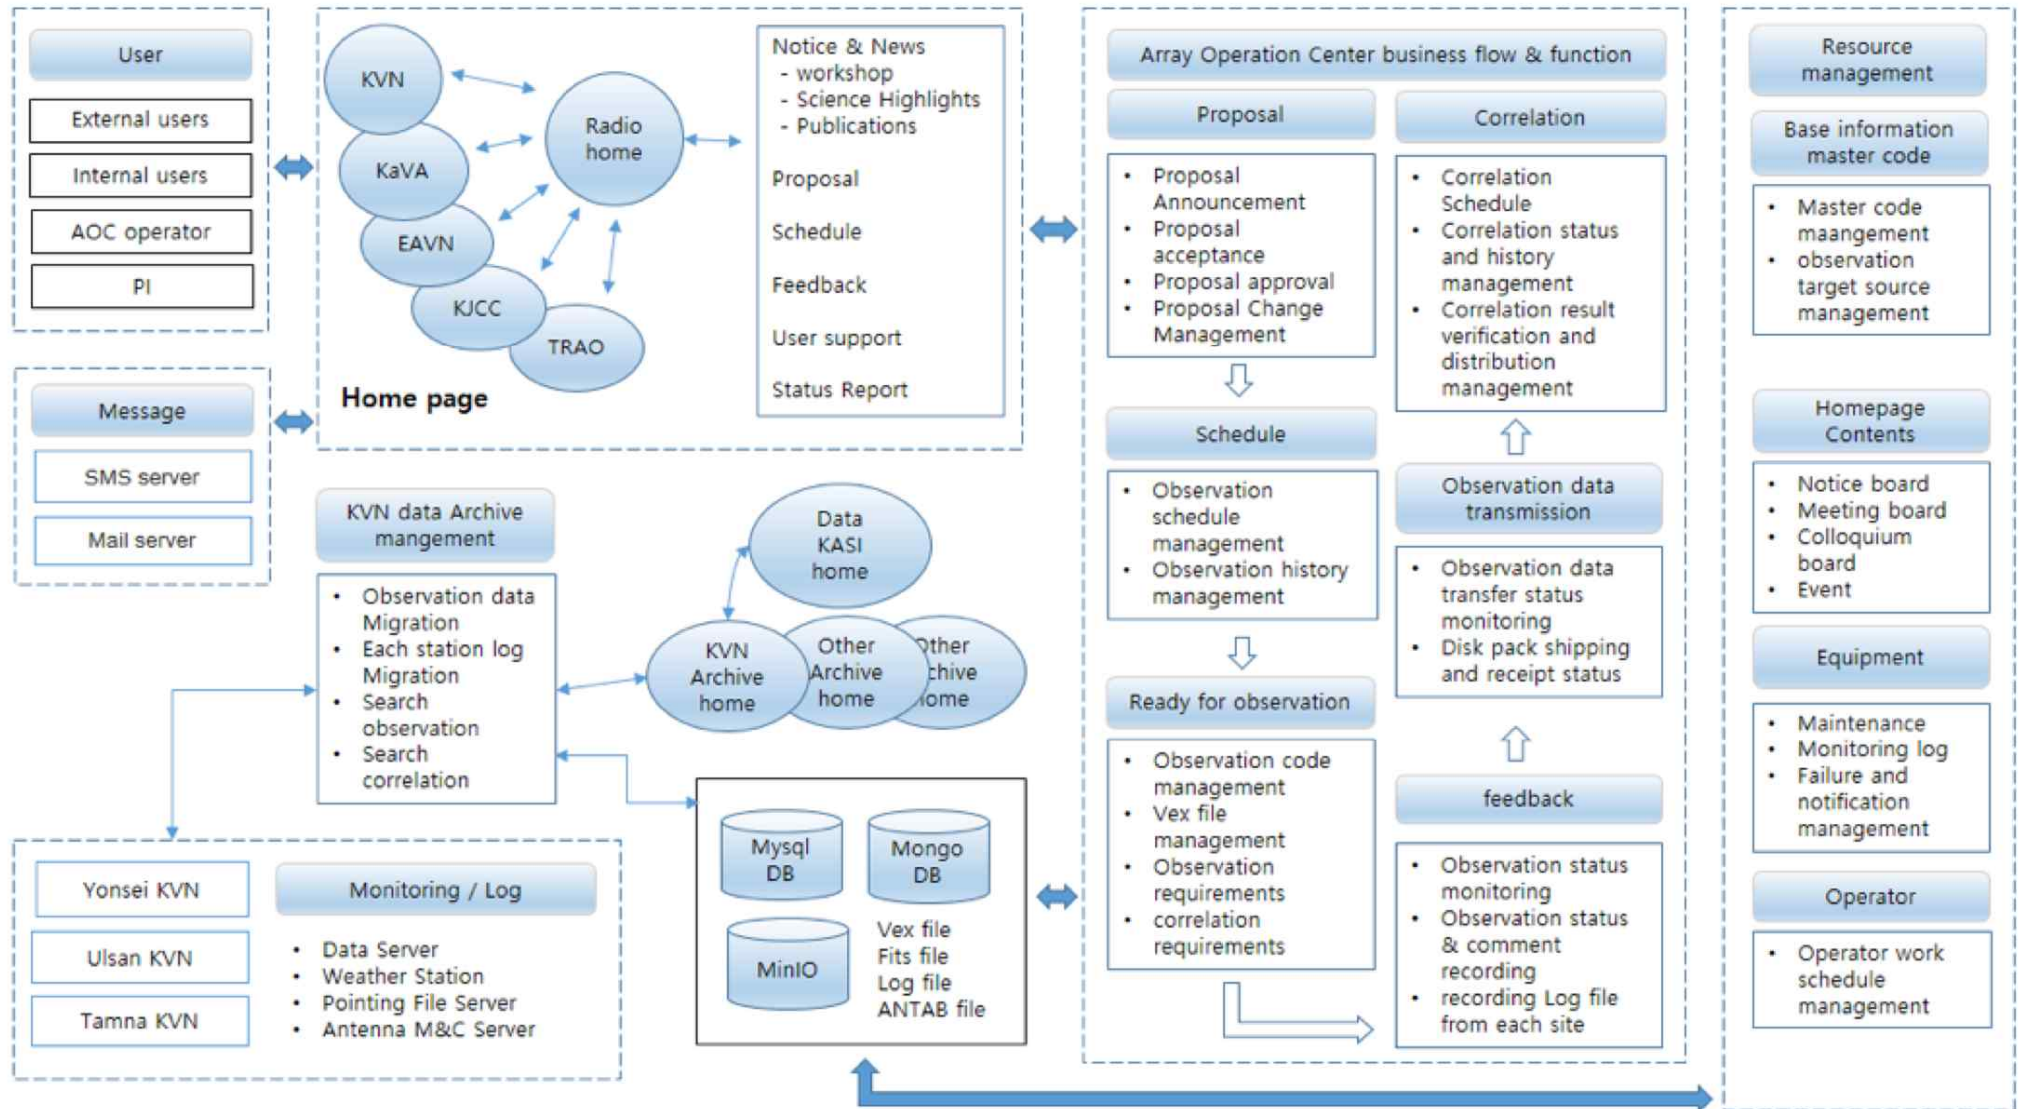 User
External users
Internal users
AOC operator
PI
Message
SMS server
Mail server
KVN
KaVA
EAVN
KJCC
TRAO
Radio
home
Home page
Notice & News
- workshop
- Science Highlights
- Publications
Proposal
Schedule
Feedback
User support
Status Report
KVN data Archive
mangement
• Observation data
Migration
• Each station log
Migration
• Search
observation
• Search
correlation
Data
KASI
home
KVN
Archive
home
Other
Archive
home
Other
chive
ome
Yonsei KVN
Ulsan KVN
Tamna KVN
Monitoring / Log
• Data Server
• Weather Station
• Pointing File Server
• Antenna M&C Server
Mysql
DB
Mongo
DB
MinIO
Vex file
Fits file
Log file
ANTAB file
Array Operation Center business flow & function
Proposal
• Proposal
Announcement
• Proposal
acceptance
• Proposal approval
• Proposal Change
Management
Schedule
• Observation
schedule
management
• Observation history
management
Ready for observation
• Observation code
management
• Vex file
management
• Observation
requirements
• correlation
requirements
Correlation
• Correlation
Schedule
• Correlation status
and history
management
• Correlation result
verification and
distribution
management
Observation data
transmission
• Observation data
transfer status
monitoring
• Disk pack shipping
and receipt status
feedback
• Observation status
monitoring
• Observation status
& comment
recording
• recording Log file
from each site
Resource
management
Base information
master code
• Master code
maangement
• observation
target source
management
Homepage
Contents
• Notice board
• Meeting board
• Colloquium
board
• Event
Equipment
• Maintenance
• Monitoring log
• Failure and
notification
management
Operator
• Operator work
schedule
management